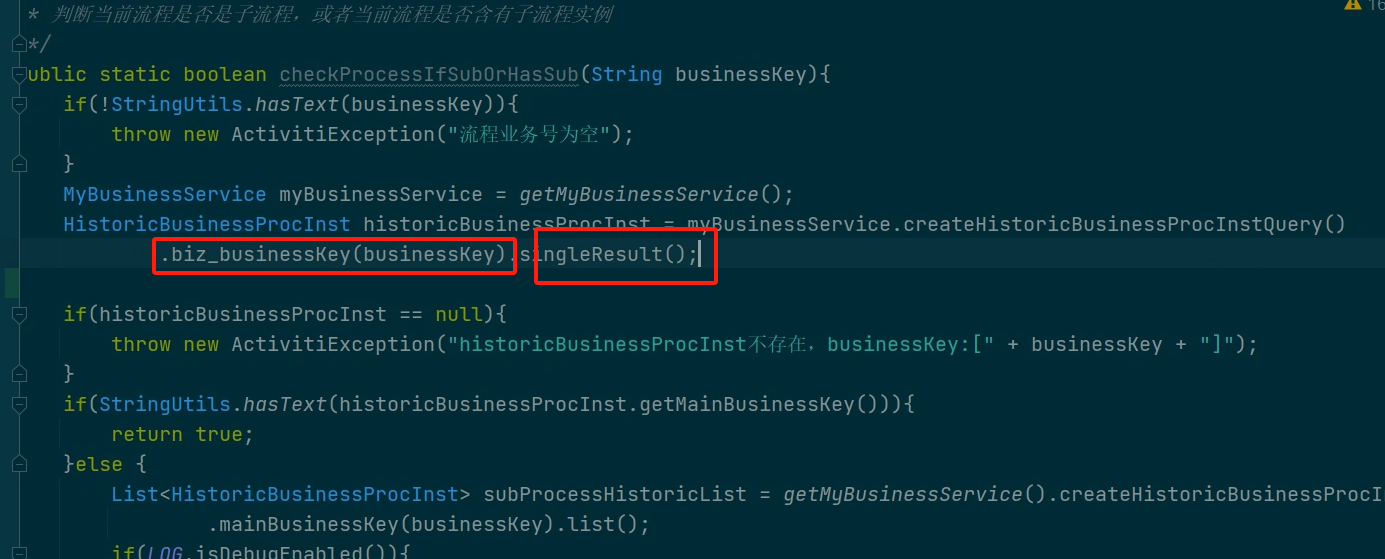 16
* 判断当前流程是否是子流程，或者当前流程是否含有子流程实例
*/
ublic static boolean checkProcessIfSubOrHasSub(String businessKey){
if(!StringUtils.hasText(businessKey)){
throw new ActivitiException("流程业务号为空");
}
MyBusinessService myBusinessService = getMyBusinessService();
HistoricBusinessProcInst historicBusinessProcInst = myBusinessService.createHistoricBusinessProcInstQuery()
.biz_businessKey(businessKey).singleResult();
if(historicBusinessProcInst == null){
throw new ActivitiException("historicBusinessProcInst不存在，businessKey:[" + businessKey + "]");
}
if(StringUtils.hasText(historicBusinessProcInst.getMainBusinessKey())){
return true;
}else {
List<HistoricBusinessProcInst> subProcessHistoricList = getMyBusinessService().createHistoricBusinessProcI
.mainBusinessKey(businessKey).list();
if(LOG.isDebugEnabled()){